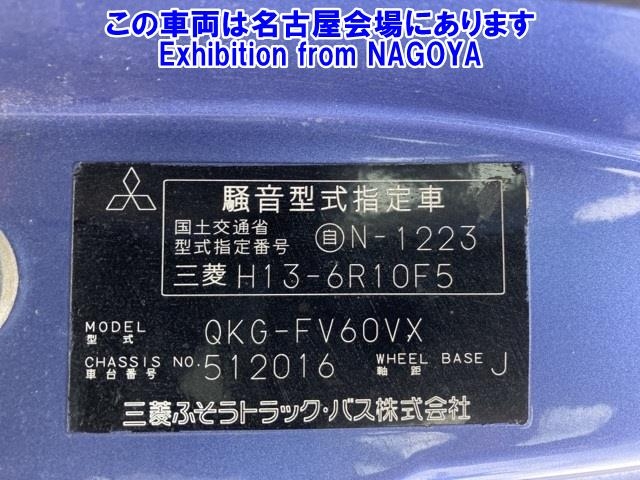 この車両は名古屋会場にあります
Exhibition from NAGOYA
騒音型式指定車
国土交通省
型式指定番号 自N-1223
三菱 H13-6R10F5
MODEL
型式 QKG-FV60VX
CHASSIS NO.
車台番号 512016 WHEEL BASE
軸距 J
三菱ふそうトラック・バス株式会社